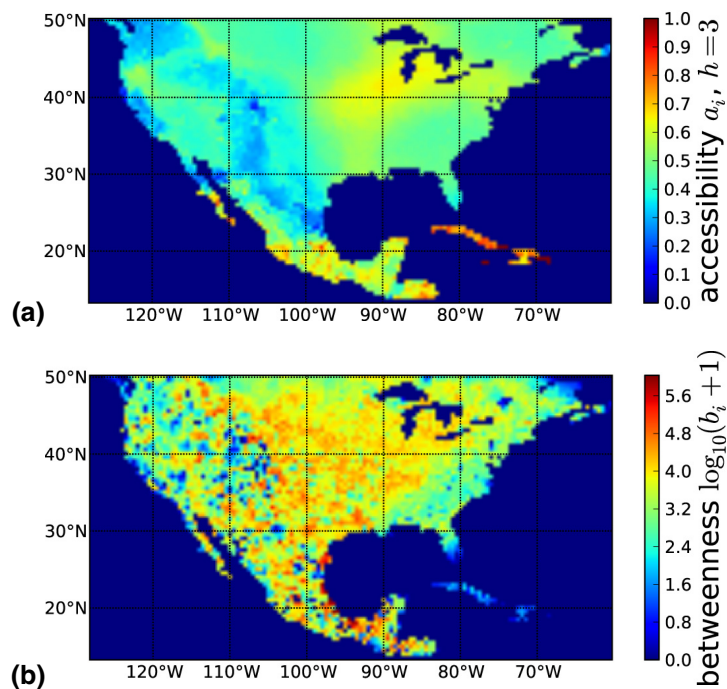 50°N
40°N
30°N
20°N
120°W 110°W 100°W 90°W 80°W 70°W
(a)
1.0
0.9
0.8
0.7
0.6
0.5
0.4
0.3
0.2
0.1
0.0
accessibility a_i, h=3
50°N
40°N
30°N
20°N
120°W 110°W 100°W 90°W 80°W 70°W
(b)
5.6
4.8
4.0
3.2
2.4
1.6
0.8
0.0
betweenness log₁₀(b_i + 1)